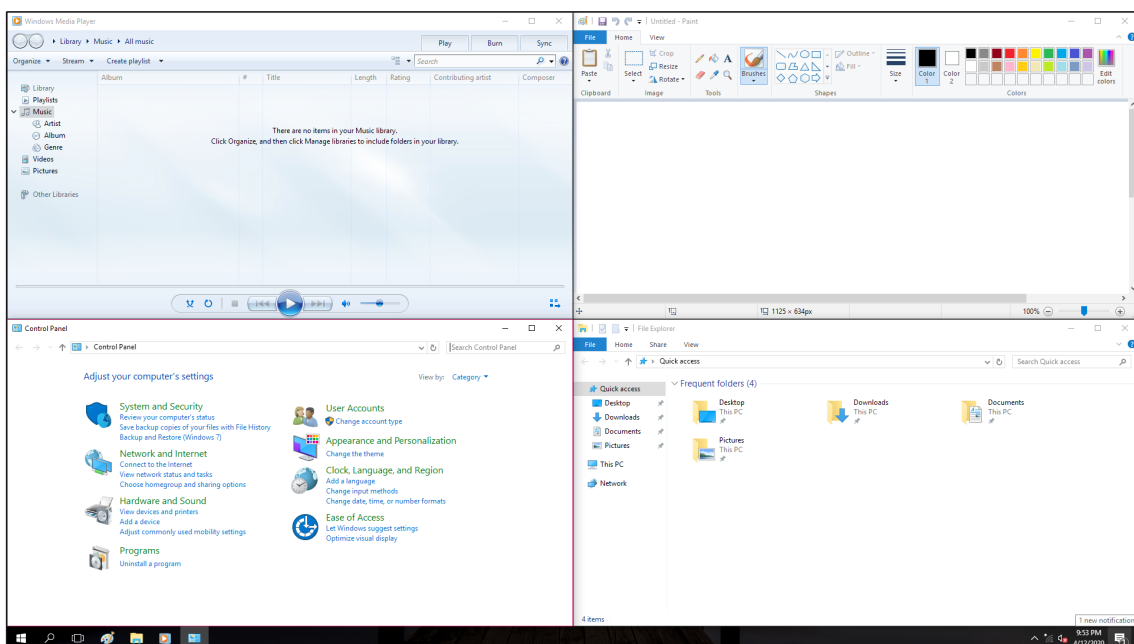 Windows Media Player
Library Music All music
Play Burn Sync
Organize Stream Create playlist Search
Album # Title Length Rating Contributing artist Composer
Library
Playlists
Music
Artist
Album
Genre
Videos
Pictures
Other Libraries
There are no items in your Music library.
Click Organize, and then click Manage libraries to include folders in your library.
Untitled - Paint
File Home View
Paste
Select
Crop
Resize
Rotate
A
Brushes
Outline
Fill
Size
Color 1
Color 2
Edit colors
Clipboard Image Tools Shapes Colors
1125 × 634px 100%
Control Panel
Control Panel Search Control Panel
Adjust your computer's settings View by: Category
System and Security
Review your computer's status
Save backup copies of your files with File History
Backup and Restore (Windows 7)
Network and Internet
Connect to the Internet
View network status and tasks
Choose homegroup and sharing options
Hardware and Sound
View devices and printers
Add a device
Adjust commonly used mobility settings
Programs
Uninstall a program
User Accounts
Change account type
Appearance and Personalization
Change the theme
Clock, Language, and Region
Add a language
Change input methods
Change date, time, or number formats
Ease of Access
Let Windows suggest settings
Optimize visual display
File Explorer
File Home Share View
Quick access Search Quick access
Quick access
Desktop
Downloads
Documents
Pictures
This PC
Network
Frequent folders (4)
Desktop
This PC
Downloads
This PC
Documents
This PC
Pictures
This PC
4 items
1 new notification
9:53 PM
4/12/2020